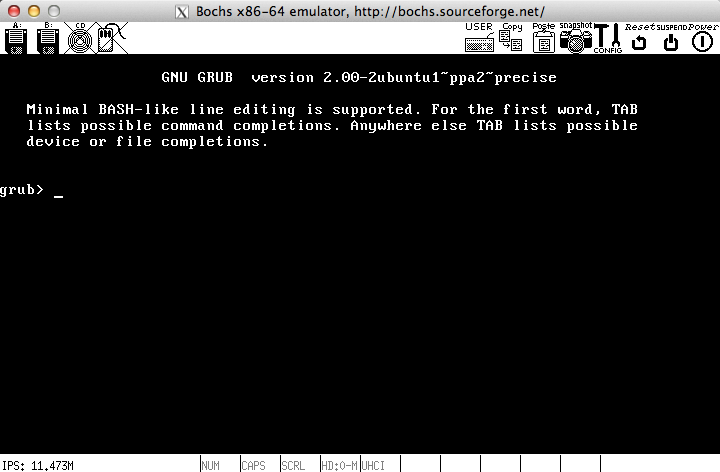 Bochs x86-64 emulator, http://bochs.sourceforge.net/
A: B: CD USER Copy Paste snapshot CONFIG Reset SUSPEND Power
GNU GRUB version 2.00-2ubuntu1~ppa2~precise
Minimal BASH-like line editing is supported. For the first word, TAB
lists possible command completions. Anywhere else TAB lists possible
device or file completions.
grub> _
IPS: 11.473M NUM CAPS SCRL HD:0-M UHCI